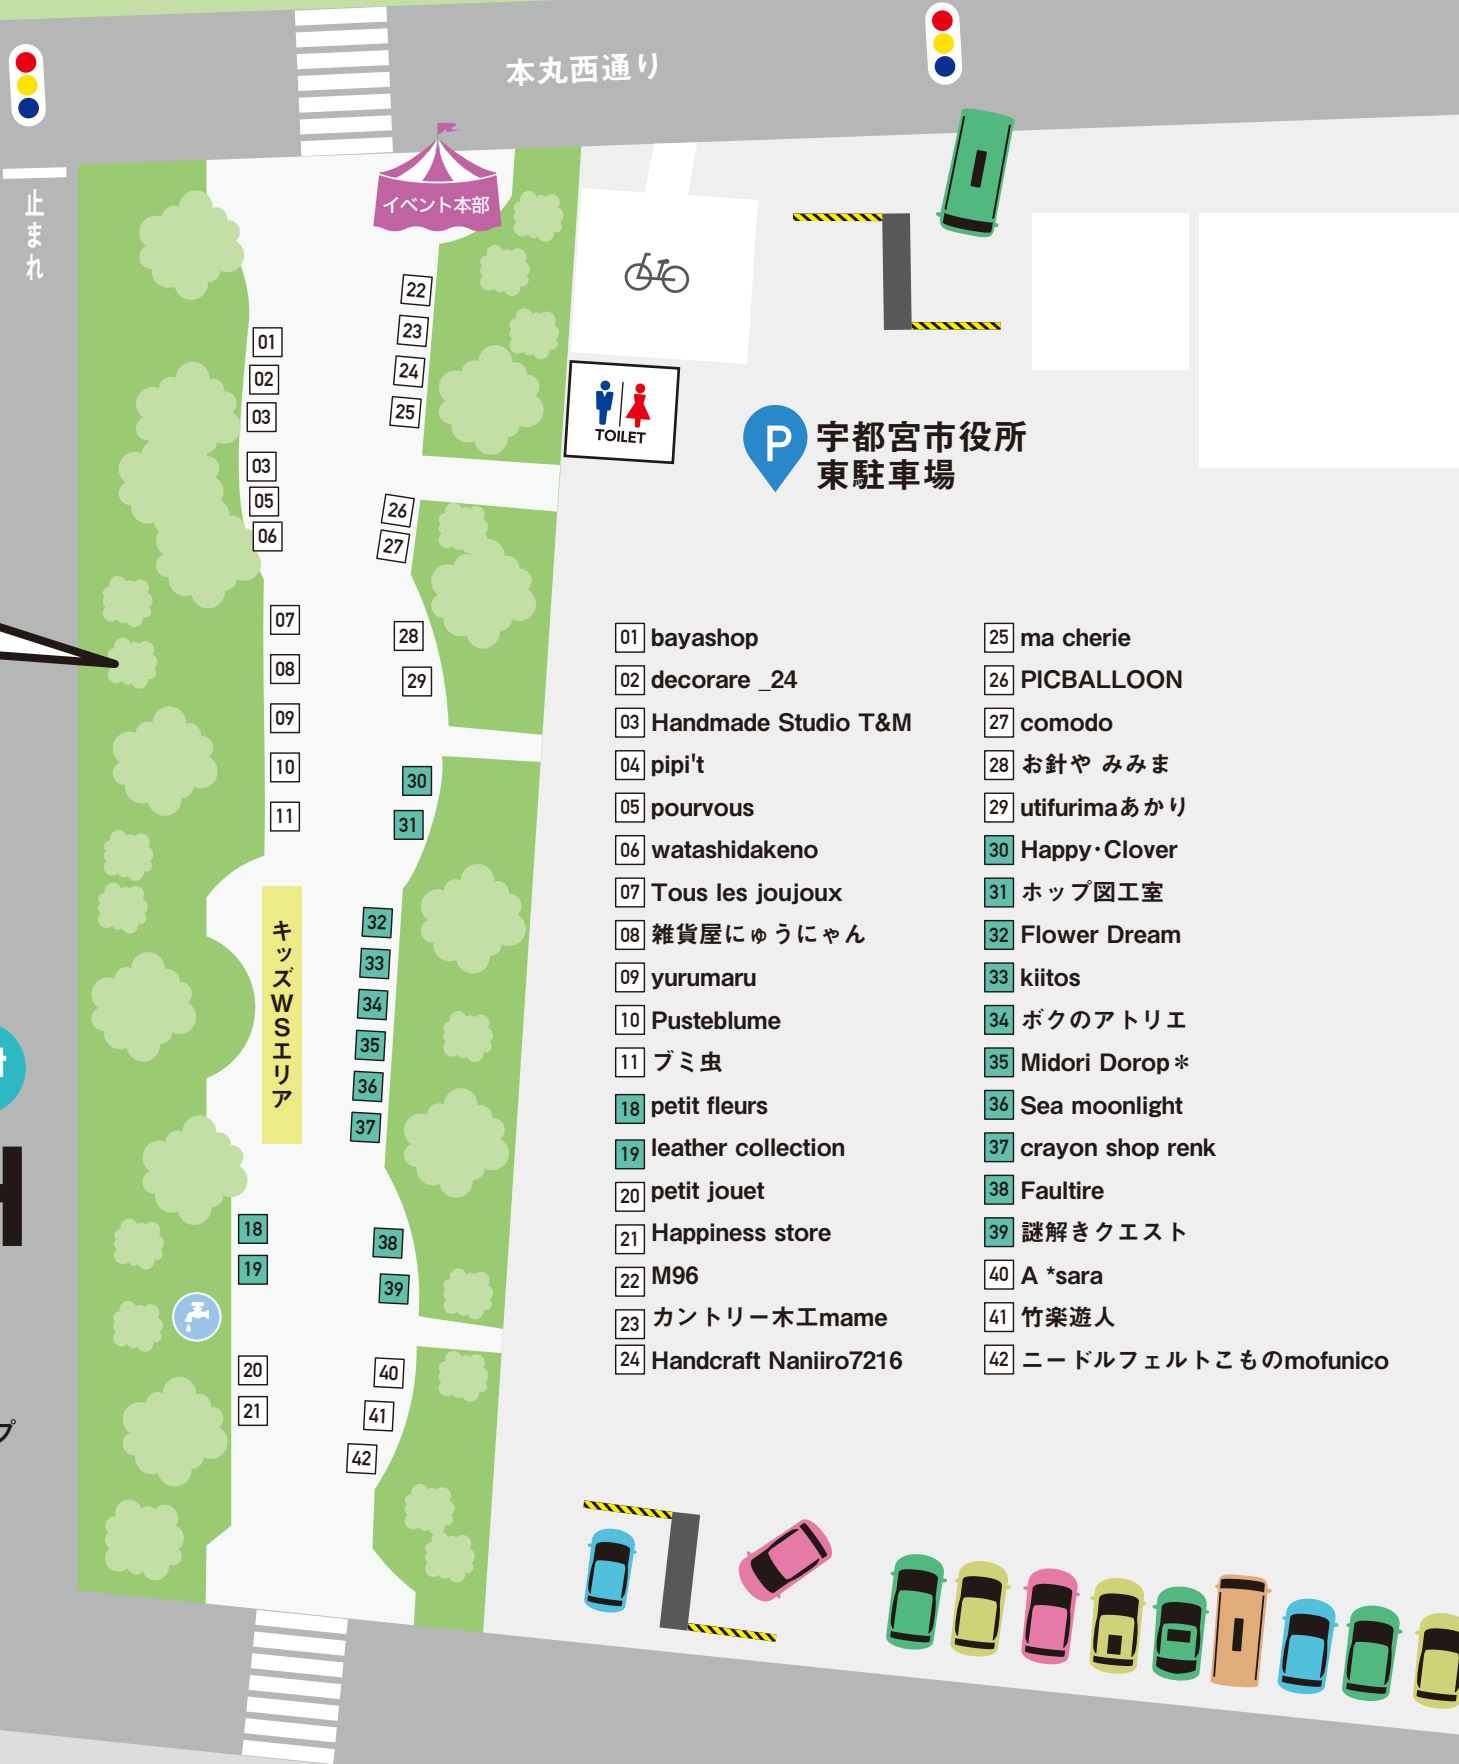 本丸西通り
止まれ
イベント本部
22
23
24
25
01
02
03
03
05
06
26
27
07
08
09
10
11
28
29
30
31
キッズWSエリア
32
33
34
35
36
37
18
19
38
39
20
21
40
41
42
TOILET
P 宇都宮市役所
東駐車場
01 bayashop
02 decorare _24
03 Handmade Studio T&M
04 pipi't
05 pourvous
06 watashidakeno
07 Tous les joujoux
08 雑貨屋にゅうにゃん
09 yurumaru
10 Pusteblume
11 ブミ虫
18 petit fleurs
19 leather collection
20 petit jouet
21 Happiness store
22 M96
23 カントリー木工mame
24 Handcraft Naniiro7216
25 ma cherie
26 PICBALLOON
27 comodo
28 お針や みみま
29 utifurimaあかり
30 Happy･Clover
31 ホップ図工室
32 Flower Dream
33 kiitos
34 ボクのアトリエ
35 Midori Dorop＊
36 Sea moonlight
37 crayon shop renk
38 Faultire
39 謎解きクエスト
40 A *sara
41 竹楽遊人
42 ニードルフェルトこものmofunico
プ